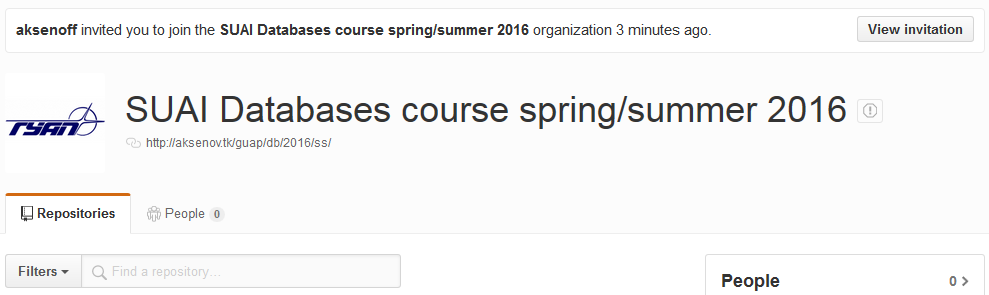 aksenoff invited you to join the SUAI Databases course spring/summer 2016 organization 3 minutes ago.
View invitation
ГУАП
SUAI Databases course spring/summer 2016
http://aksenov.tk/guap/db/2016/ss/
Repositories
People 0
Filters
Find a repository…
People
0